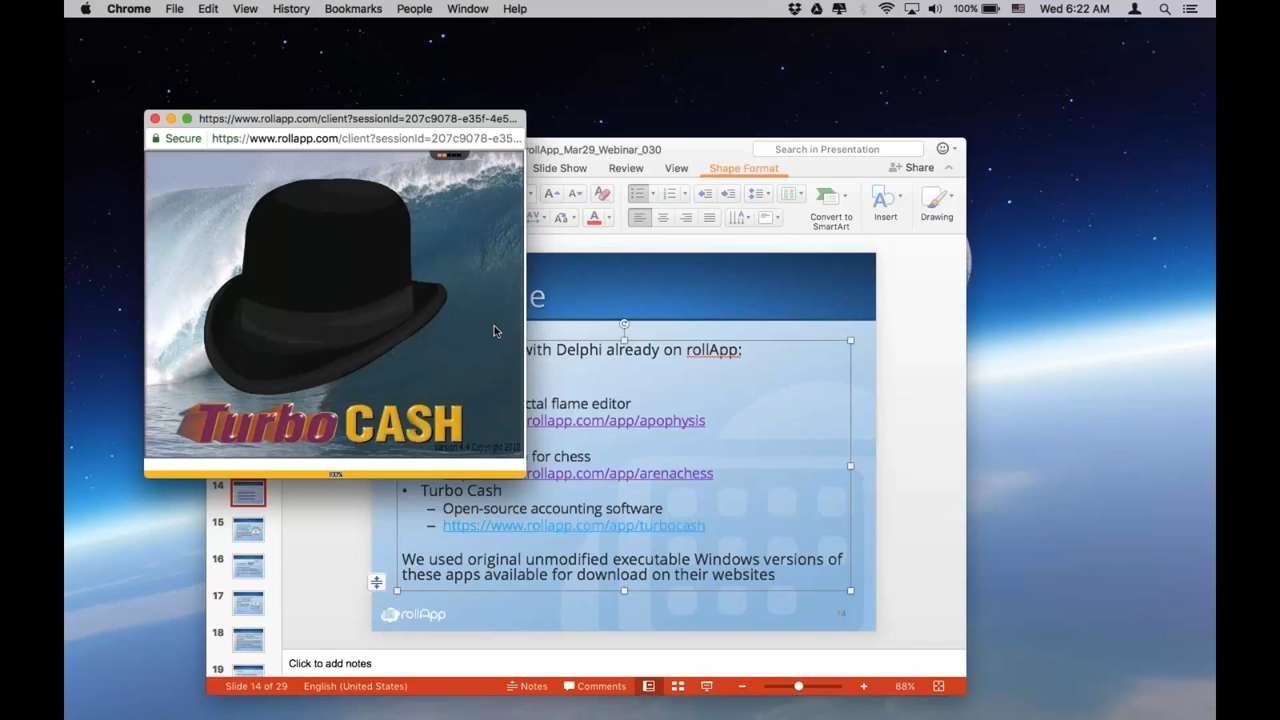 Chrome File Edit View History Bookmarks People Window Help 100% Wed 6:22 AM
https://www.rollapp.com/client?sessionId=207c9078-e35f-4e5...
Secure https://www.rollapp.com/client?sessionId=207c9078-e35...
Turbo CASH
100%
rollApp_Mar29_Webinar_030
Search in Presentation
Slide Show Review View Shape Format Share
Convert to
SmartArt
Insert
Drawing
e
with Delphi already on rollApp:
ctal flame editor
rollapp.com/app/apophysis
for chess
rollapp.com/app/arenachess
• Turbo Cash
– Open-source accounting software
– https://www.rollapp.com/app/turbocash
We used original unmodified executable Windows versions of
these apps available for download on their websites
rollApp
14
14
15
16
17
18
19
Click to add notes
Slide 14 of 29 English (United States) Notes Comments 88%